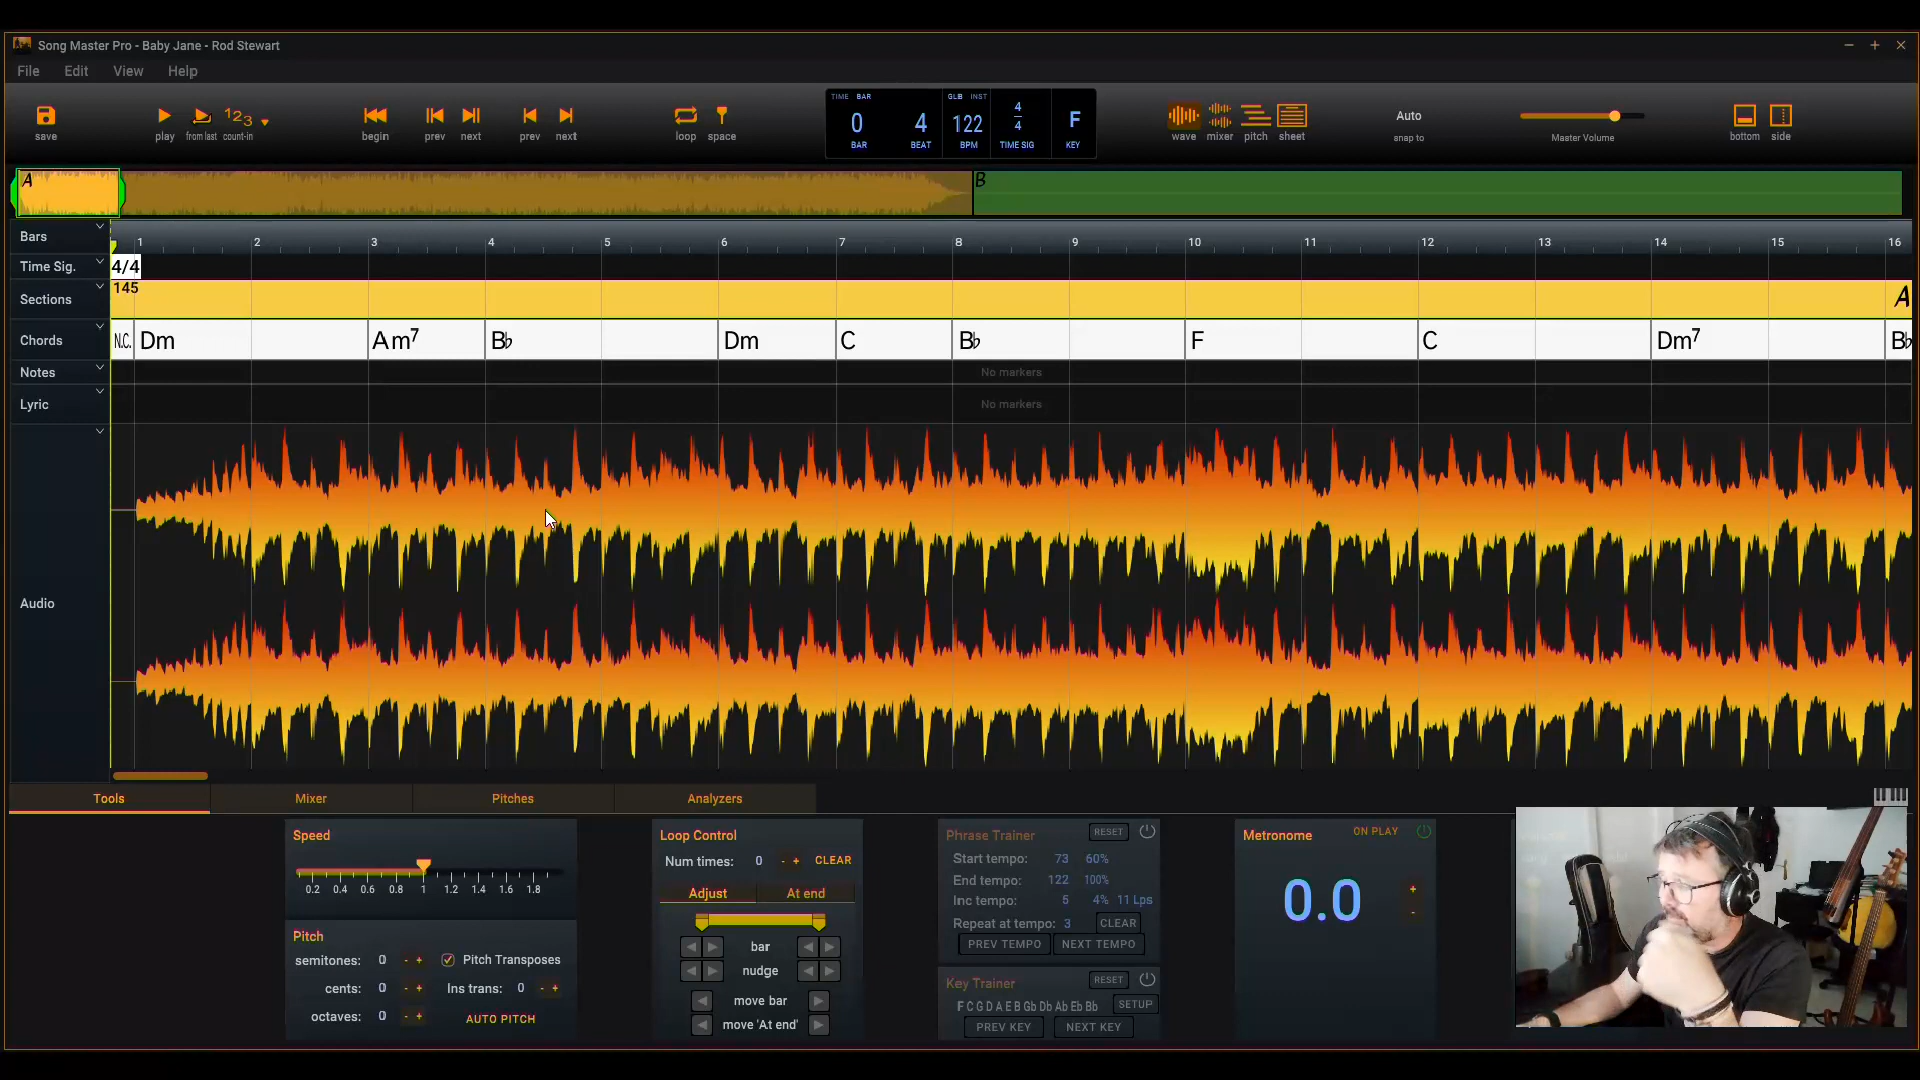 Song Master Pro - Baby Jane - Rod Stewart
File Edit View Help
save play from last 123 count-in begin prev next prev next loop space
TIME BAR GLB INST
0 4 122 4/4 F
BAR BEAT BPM TIME SIG KEY
wave mixer pitch sheet
Auto
snap to
Master Volume
bottom side
A B
Bars 1 2 3 4 5 6 7 8 9 10 11 12 13 14 15 16
Time Sig. 4/4
145
Sections A
Chords N.C. Dm Am7 B♭ Dm C B♭ F C Dm7 B♭
Notes No markers
Lyric No markers
Audio
Tools Mixer Pitches Analyzers
Speed
0.2 0.4 0.6 0.8 1 1.2 1.4 1.6 1.8
Pitch
semitones: 0 - + Pitch Transposes
cents: 0 - + Ins trans: 0 - +
octaves: 0 - + AUTO PITCH
Loop Control
Num times: 0 - + CLEAR
Adjust At end
bar
nudge
move bar
move 'At end'
Phrase Trainer RESET
Start tempo: 73 60%
End tempo: 122 100%
Inc tempo: 5 4% 11 Lps
Repeat at tempo: 3 CLEAR
PREV TEMPO NEXT TEMPO
Key Trainer RESET
F C G D A E B Gb Db Ab Eb Bb SETUP
PREV KEY NEXT KEY
Metronome ON PLAY
0.0 + -